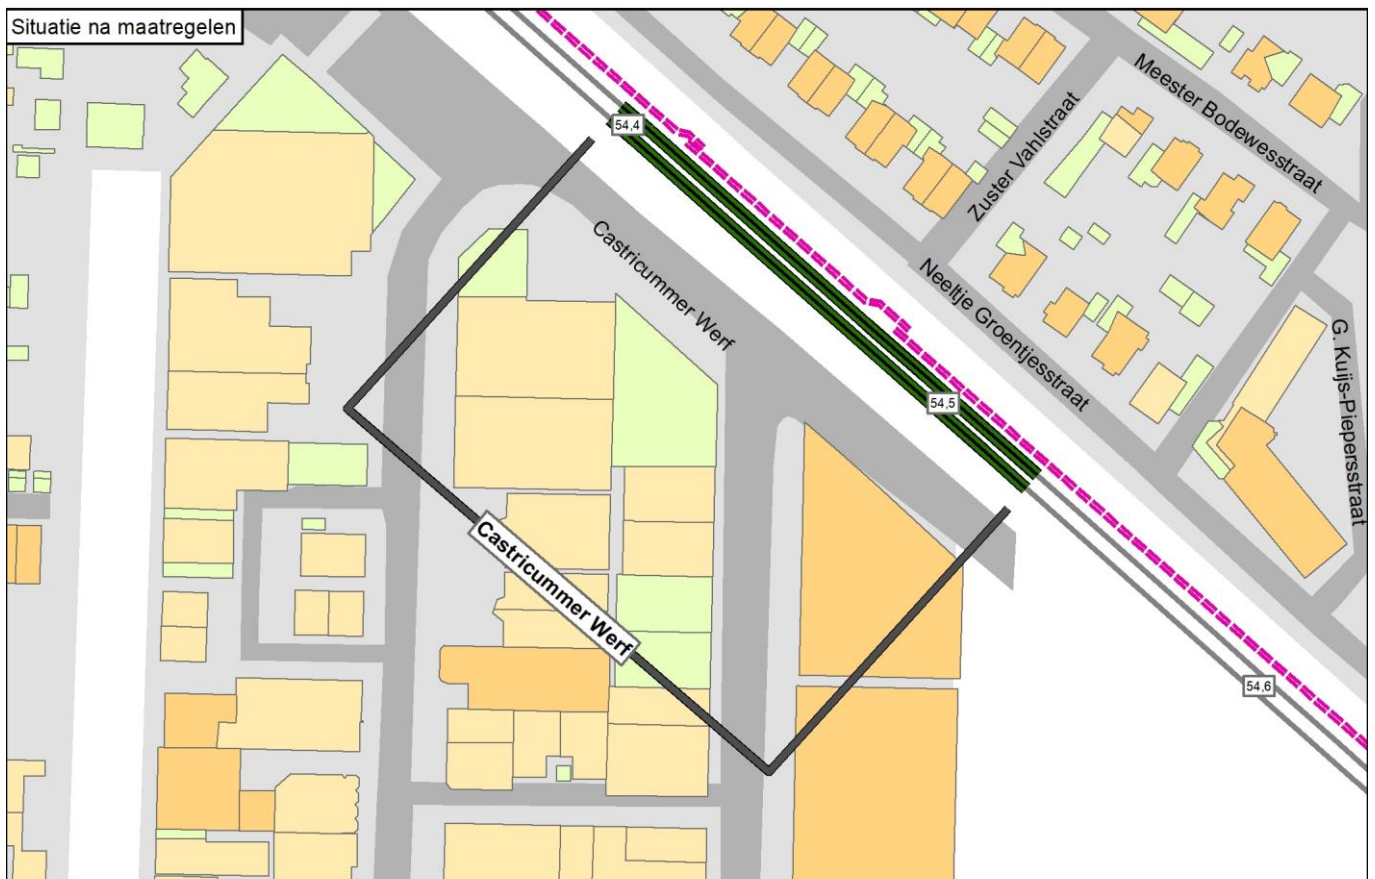 Situatie na maatregelen
Meester Bodewesstraat
54,4
Zuster Vahlstraat
Castricummer Werf
Neeltje Groentjesstraat
G. Kuijs-Piepersstraat
54,5
Castricummer Werf
54,6